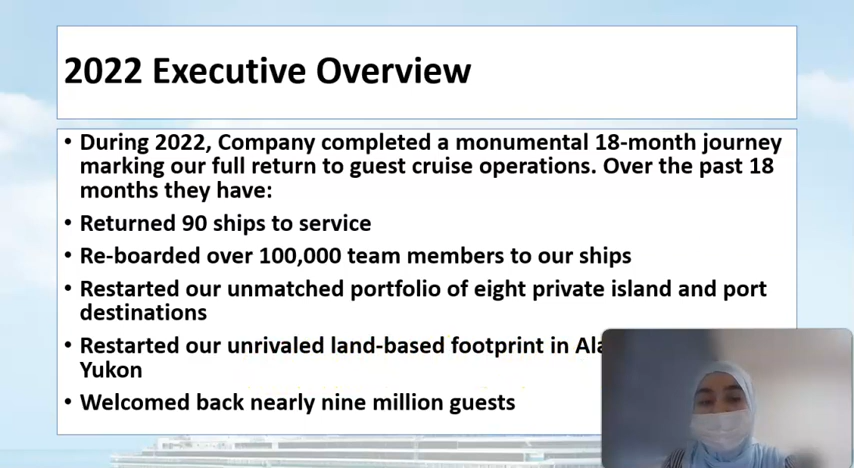 2022 Executive Overview
• During 2022, Company completed a monumental 18-month journey
marking our full return to guest cruise operations. Over the past 18
months they have:
• Returned 90 ships to service
• Re-boarded over 100,000 team members to our ships
• Restarted our unmatched portfolio of eight private island and port
destinations
• Restarted our unrivaled land-based footprint in
Yukon
• Welcomed back nearly nine million guests